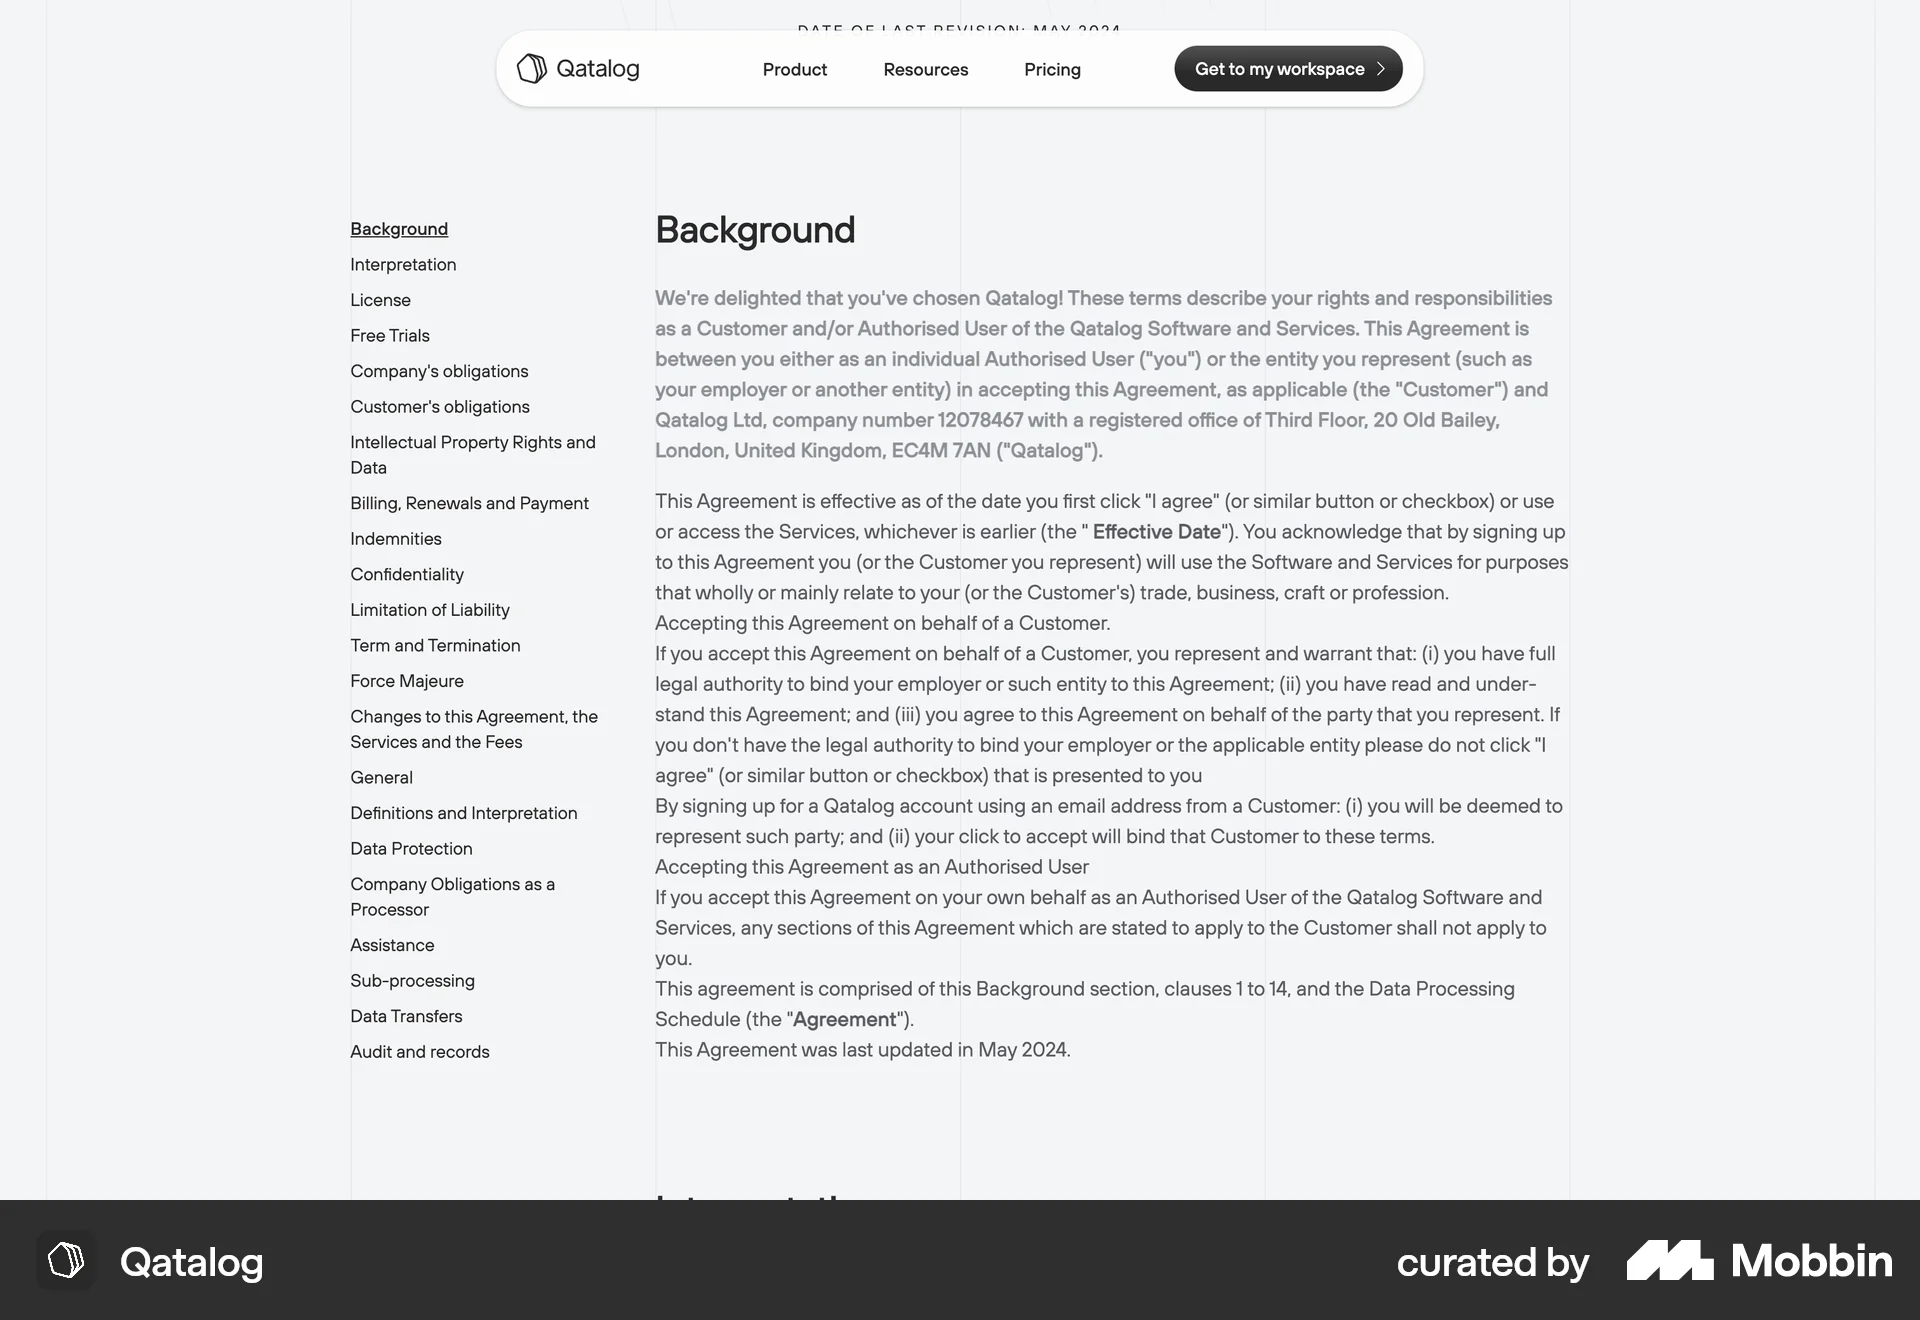 DATE OF LAST REVISION: MAY 2024
Qatalog
Product
Resources
Pricing
Get to my workspace
Background
Interpretation
License
Free Trials
Company's obligations
Customer's obligations
Intellectual Property Rights and
Data
Billing, Renewals and Payment
Indemnities
Confidentiality
Limitation of Liability
Term and Termination
Force Majeure
Changes to this Agreement, the
Services and the Fees
General
Definitions and Interpretation
Data Protection
Company Obligations as a
Processor
Assistance
Sub-processing
Data Transfers
Audit and records
Background
We're delighted that you've chosen Qatalog! These terms describe your rights and responsibilities
as a Customer and/or Authorised User of the Qatalog Software and Services. This Agreement is
between you either as an individual Authorised User ("you") or the entity you represent (such as
your employer or another entity) in accepting this Agreement, as applicable (the "Customer") and
Qatalog Ltd, company number 12078467 with a registered office of Third Floor, 20 Old Bailey,
London, United Kingdom, EC4M 7AN ("Qatalog").
This Agreement is effective as of the date you first click "I agree" (or similar button or checkbox) or use
or access the Services, whichever is earlier (the " Effective Date"). You acknowledge that by signing up
to this Agreement you (or the Customer you represent) will use the Software and Services for purposes
that wholly or mainly relate to your (or the Customer's) trade, business, craft or profession.
Accepting this Agreement on behalf of a Customer.
If you accept this Agreement on behalf of a Customer, you represent and warrant that: (i) you have full
legal authority to bind your employer or such entity to this Agreement; (ii) you have read and under-
stand this Agreement; and (iii) you agree to this Agreement on behalf of the party that you represent. If
you don't have the legal authority to bind your employer or the applicable entity please do not click "I
agree" (or similar button or checkbox) that is presented to you
By signing up for a Qatalog account using an email address from a Customer: (i) you will be deemed to
represent such party; and (ii) your click to accept will bind that Customer to these terms.
Accepting this Agreement as an Authorised User
If you accept this Agreement on your own behalf as an Authorised User of the Qatalog Software and
Services, any sections of this Agreement which are stated to apply to the Customer shall not apply to
you.
This agreement is comprised of this Background section, clauses 1 to 14, and the Data Processing
Schedule (the "Agreement").
This Agreement was last updated in May 2024.
Qatalog
curated by
Mobbin